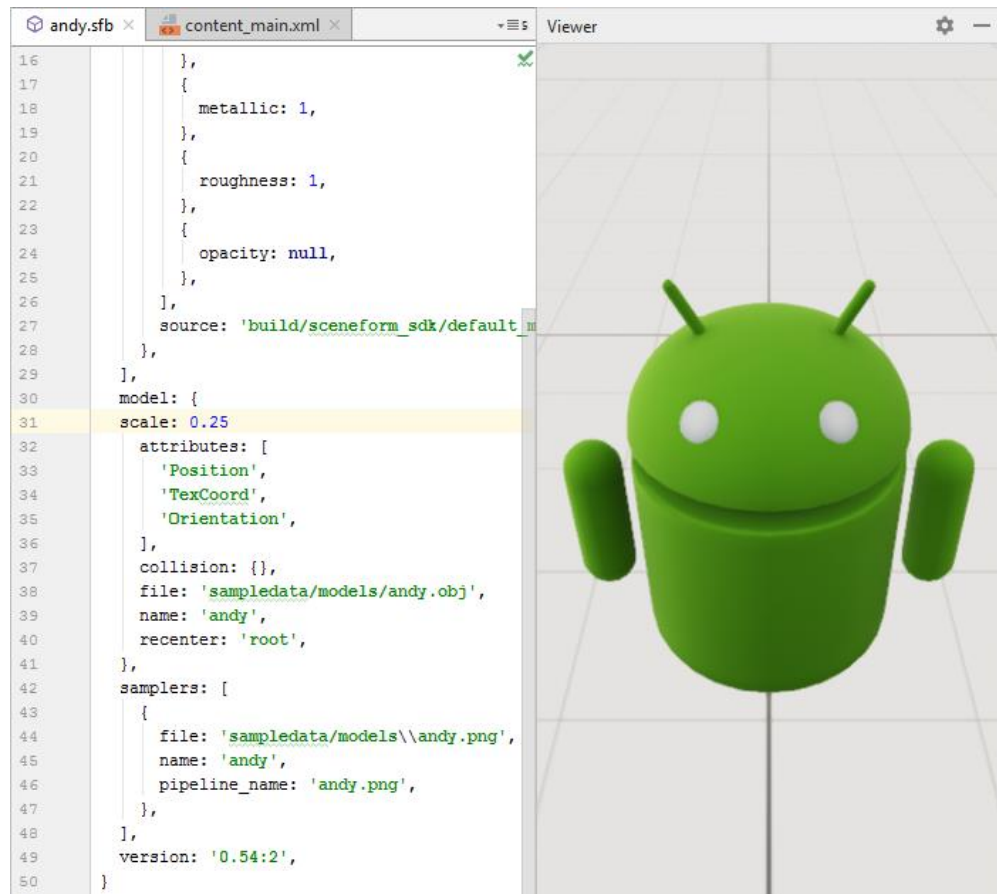 andy.sfb content_main.xml 5 Viewer
16 },
17 {
18 metallic: 1,
19 },
20 {
21 roughness: 1,
22 },
23 {
24 opacity: null,
25 },
26 ],
27 source: 'build/sceneform_sdk/default_m
28 },
29 ],
30 model: {
31 scale: 0.25
32 attributes: [
33 'Position',
34 'TexCoord',
35 'Orientation',
36 ],
37 collision: {},
38 file: 'sampledata/models/andy.obj',
39 name: 'andy',
40 recenter: 'root',
41 },
42 samplers: [
43 {
44 file: 'sampledata/models\\andy.png',
45 name: 'andy',
46 pipeline_name: 'andy.png',
47 },
48 ],
49 version: '0.54:2',
50 }